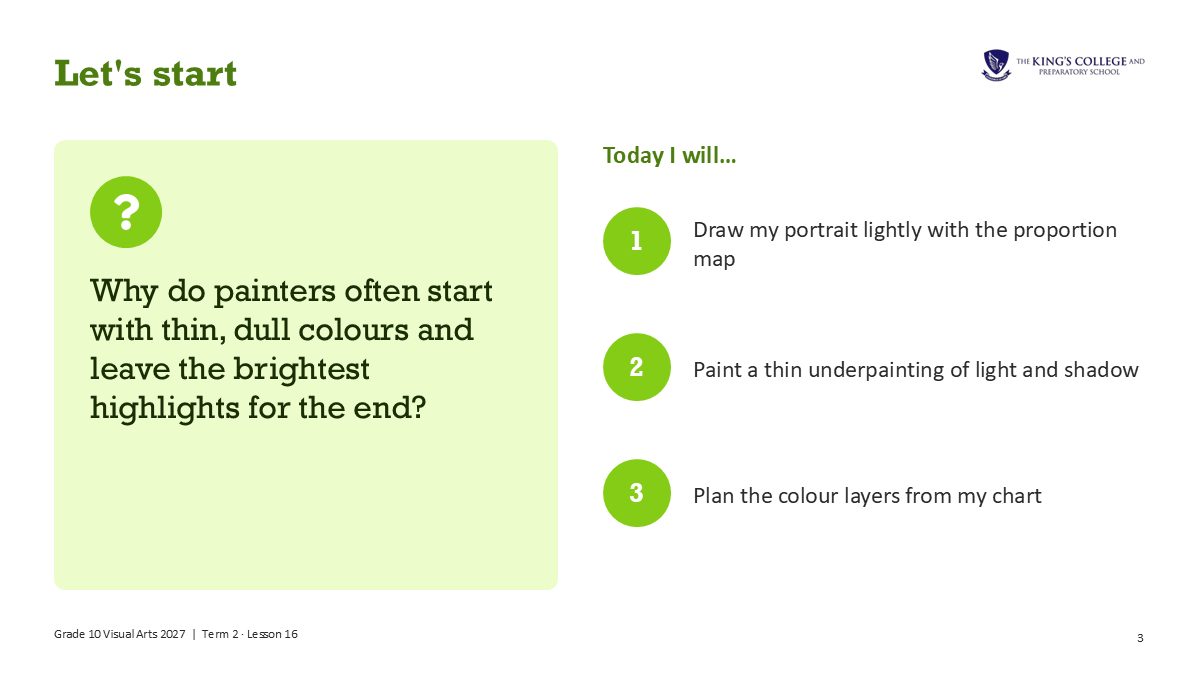 Let's start
THE KING'S COLLEGE AND
PREPARATORY SCHOOL
?
Why do painters often start
with thin, dull colours and
leave the brightest
highlights for the end?
Today I will...
1
Draw my portrait lightly with the proportion
map
2
Paint a thin underpainting of light and shadow
3
Plan the colour layers from my chart
Grade 10 Visual Arts 2027 | Term 2 · Lesson 16
3